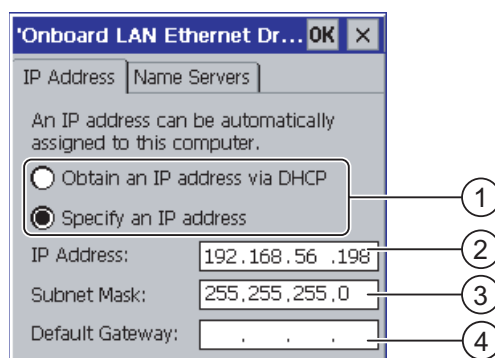 'Onboard LAN Ethernet Dr... OK ×
IP Address Name Servers
An IP address can be automatically
assigned to this computer.
Obtain an IP address via DHCP
Specify an IP address
1
IP Address: 192.168.56 .198
2
Subnet Mask: 255.255.255.0
3
Default Gateway: . . .
4